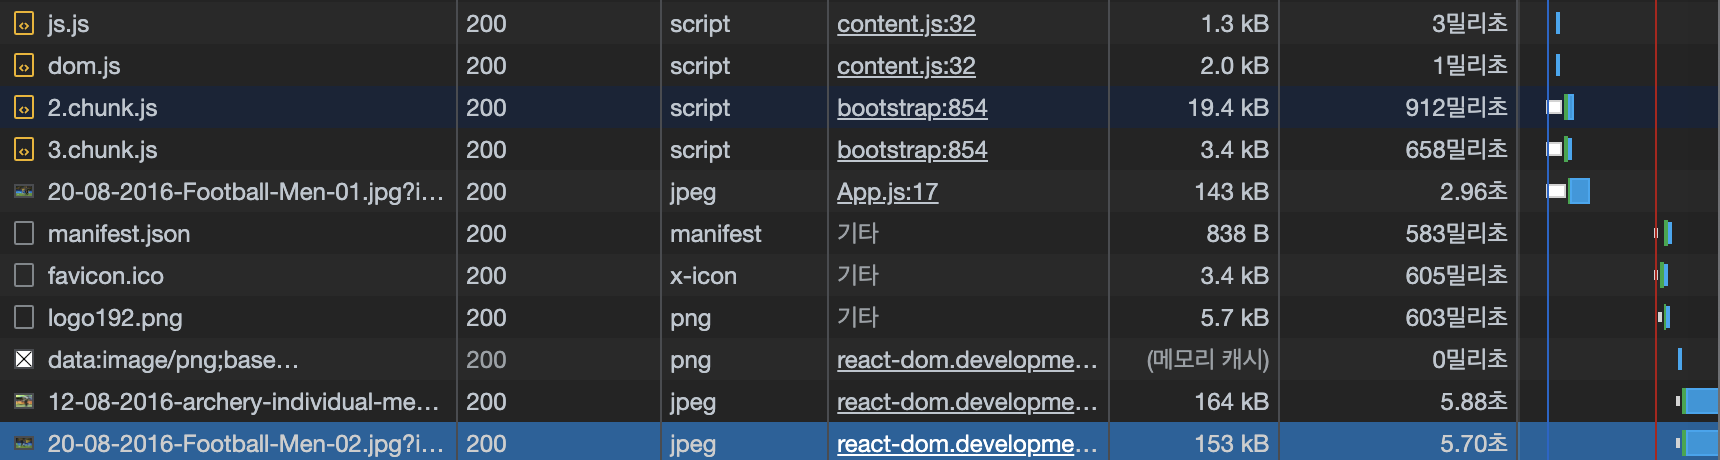 js.js 200 script content.js:32 1.3 kB 3밀리초
dom.js 200 script content.js:32 2.0 kB 1밀리초
2.chunk.js 200 script bootstrap:854 19.4 kB 912밀리초
3.chunk.js 200 script bootstrap:854 3.4 kB 658밀리초
20-08-2016-Football-Men-01.jpg?i… 200 jpeg App.js:17 143 kB 2.96초
manifest.json 200 manifest 기타 838 B 583밀리초
favicon.ico 200 x-icon 기타 3.4 kB 605밀리초
logo192.png 200 png 기타 5.7 kB 603밀리초
data:image/png;base… 200 png react-dom.developme… (메모리 캐시) 0밀리초
12-08-2016-archery-individual-me… 200 jpeg react-dom.developme… 164 kB 5.88초
20-08-2016-Football-Men-02.jpg?i… 200 jpeg react-dom.developme… 153 kB 5.70초